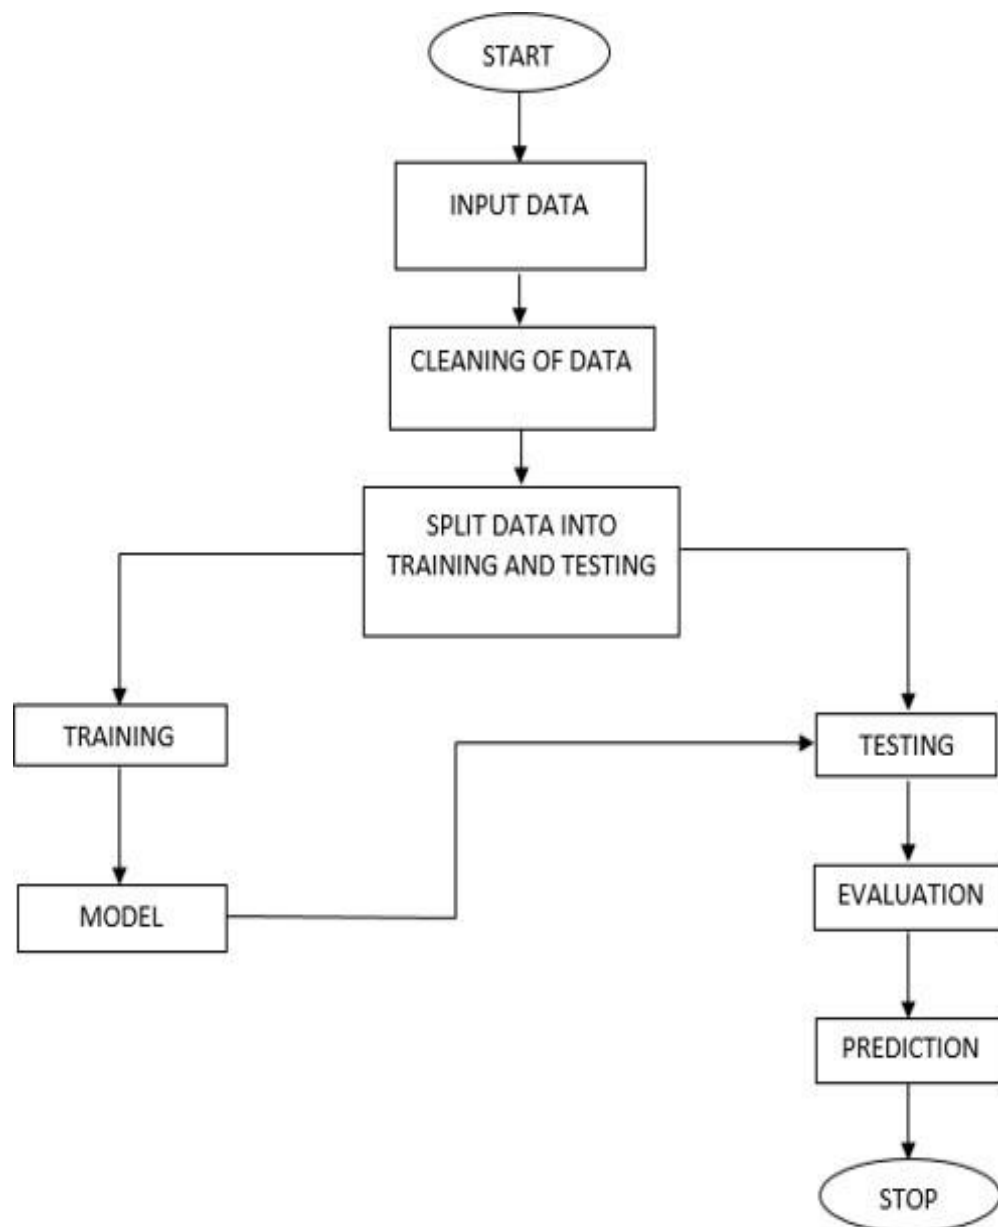 START
INPUT DATA
CLEANING OF DATA
SPLIT DATA INTO
TRAINING AND TESTING
TRAINING
TESTING
MODEL
EVALUATION
PREDICTION
STOP